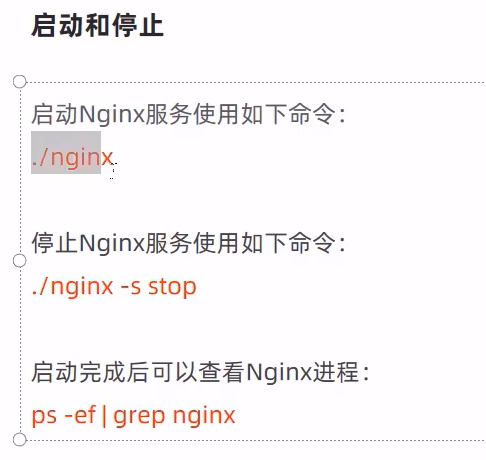 启动和停止
启动Nginx服务使用如下命令：
./nginx
停止Nginx服务使用如下命令：
./nginx -s stop
启动完成后可以查看Nginx进程：
ps -ef|grep nginx